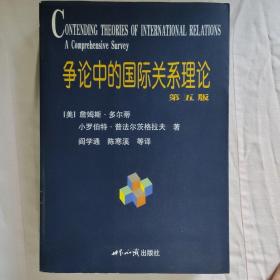 CONTENDING THEORIES OF INTERNATIONAL RELATIONS
A Comprehensive Survey
争论中的国际关系理论
第五版
[美] 詹姆斯·多尔蒂
小罗伯特·普法尔茨格拉夫 著
阎学通 陈寒溪 等译
世界知识出版社